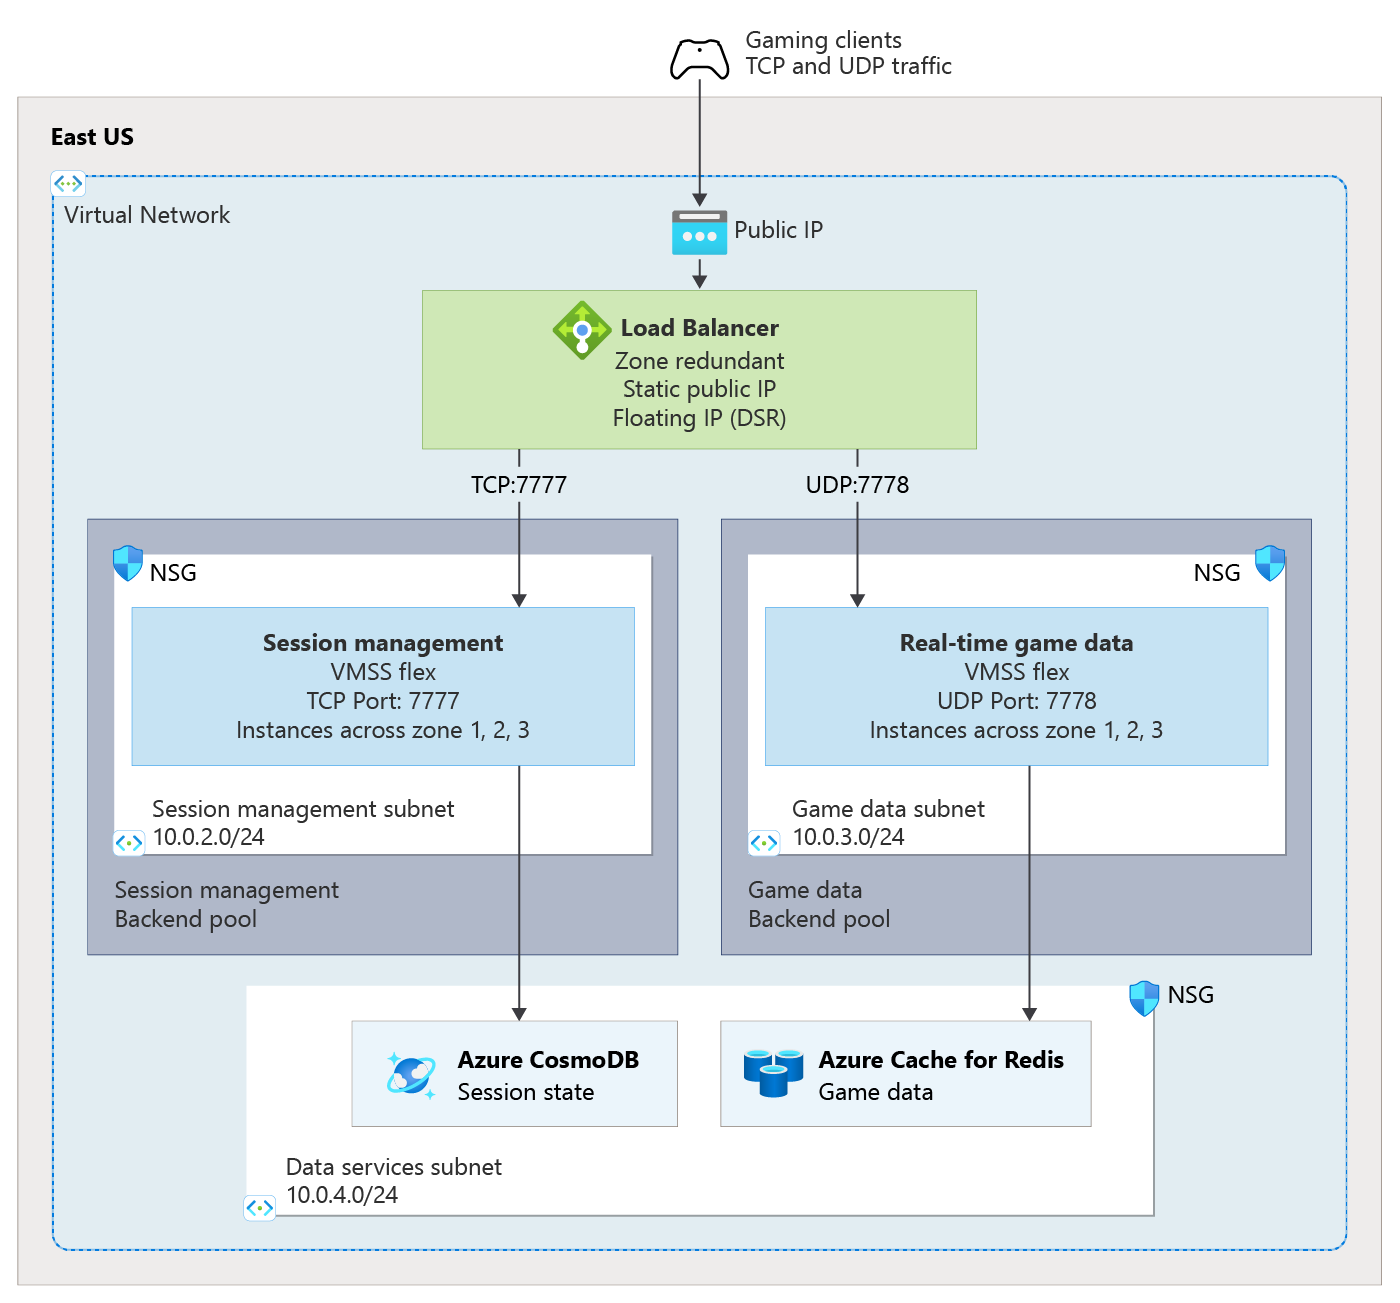 Gaming clients
TCP and UDP traffic
East US
Virtual Network
Public IP
Load Balancer
Zone redundant
Static public IP
Floating IP (DSR)
TCP:7777
UDP:7778
NSG
Session management
VMSS flex
TCP Port: 7777
Instances across zone 1, 2, 3
Session management subnet
10.0.2.0/24
Session management
Backend pool
NSG
Real-time game data
VMSS flex
UDP Port: 7778
Instances across zone 1, 2, 3
Game data subnet
10.0.3.0/24
Game data
Backend pool
NSG
Azure CosmoDB
Session state
Azure Cache for Redis
Game data
Data services subnet
10.0.4.0/24